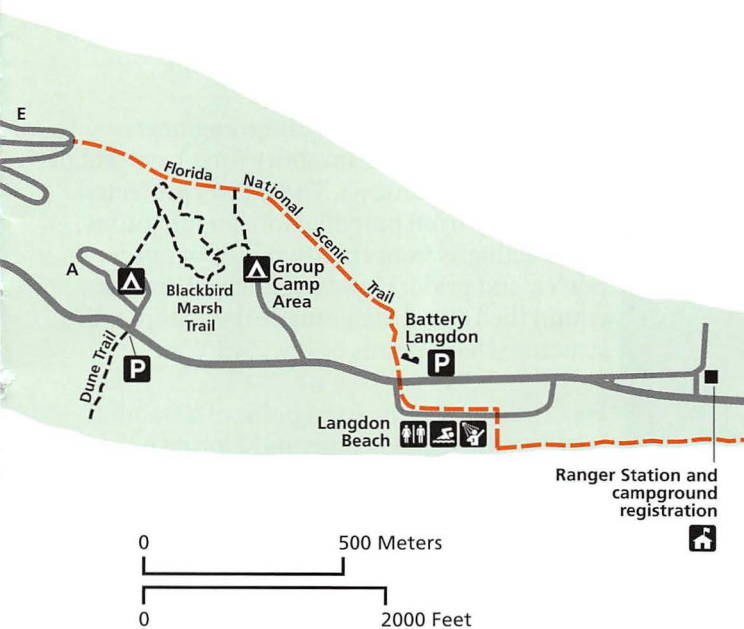 E
Florida
National
Scenic
Trail
A
Group
Camp
Area
Blackbird
Marsh
Trail
Battery
Langdon
P
P
Dune Trail
Langdon
Beach
Ranger Station and
campground
registration
0
500 Meters
0
2000 Feet